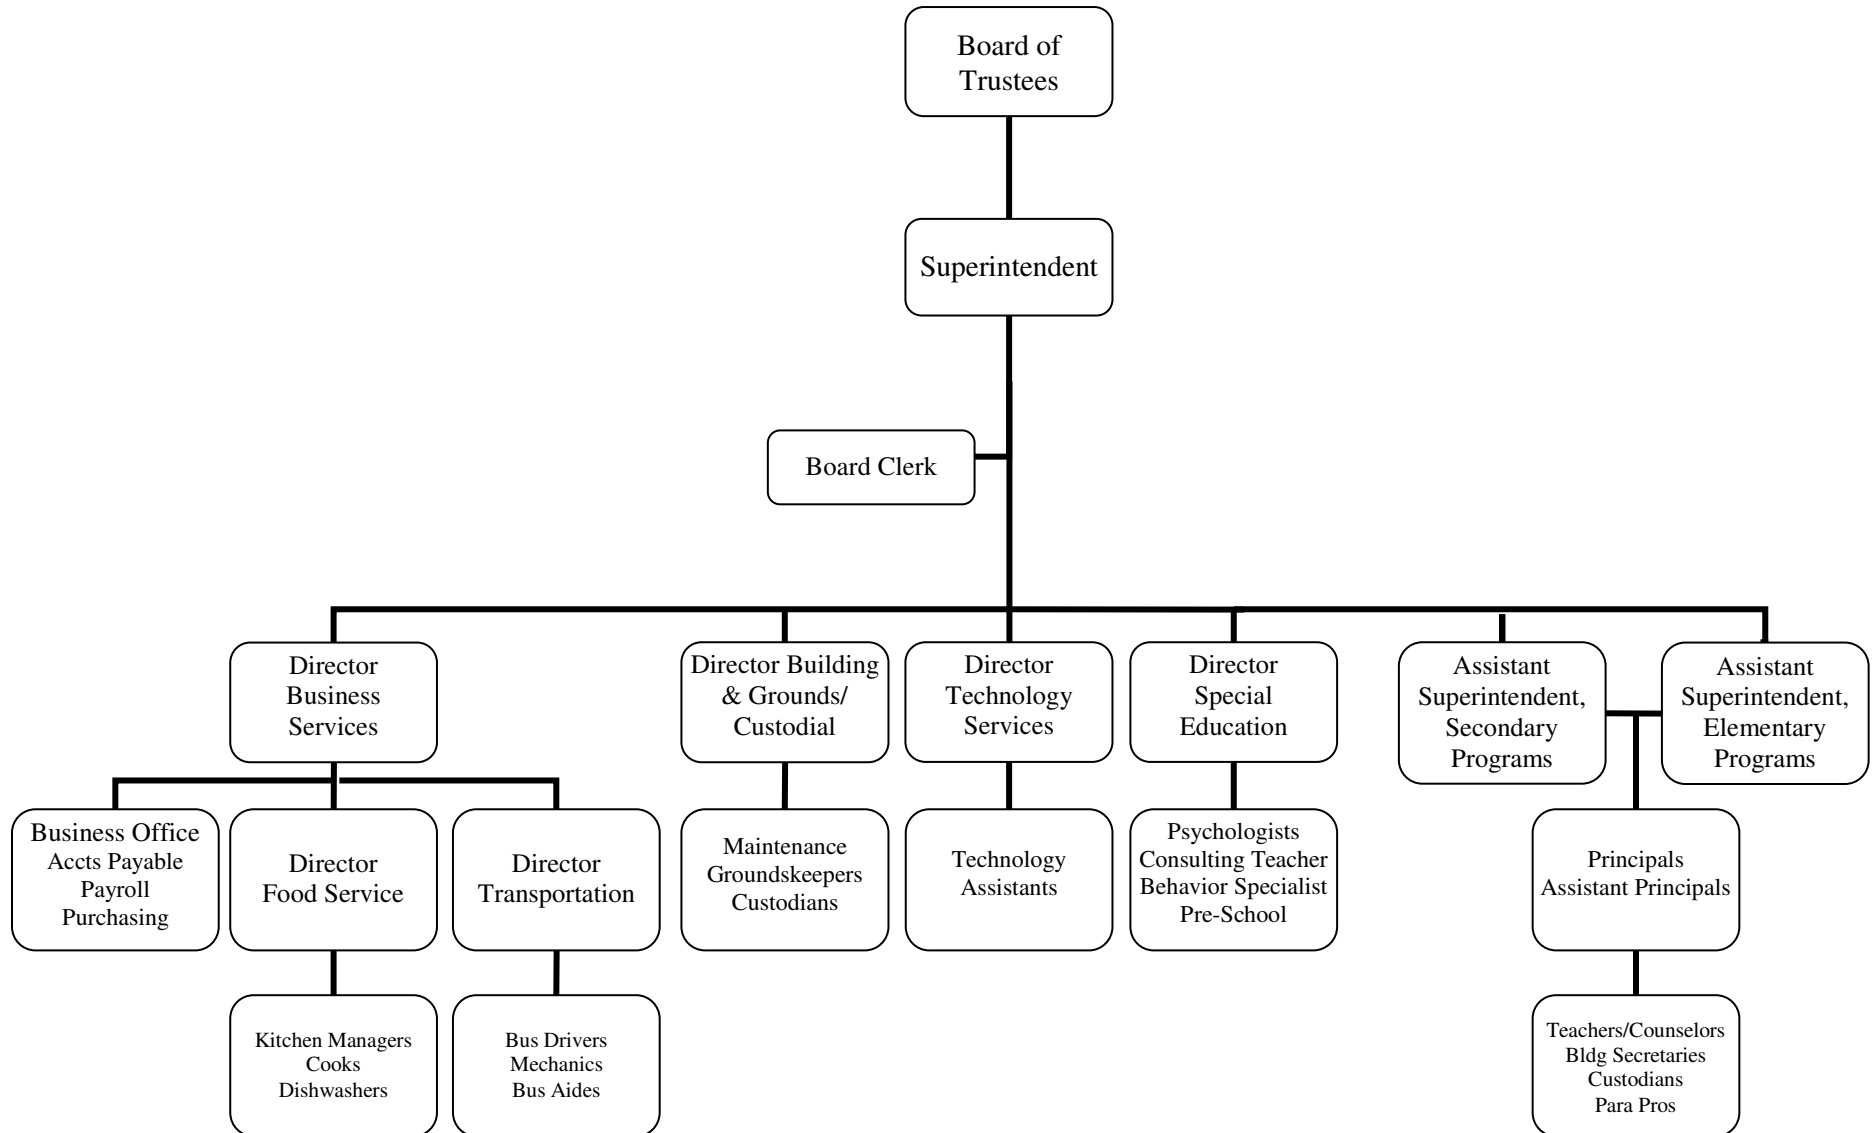 Board of
Trustees
Superintendent
Board Clerk
Director
Business
Services
Director Building
& Grounds/
Custodial
Director
Technology
Services
Director
Special
Education
Assistant
Superintendent,
Secondary
Programs
Assistant
Superintendent,
Elementary
Programs
Business Office
Accts Payable
Payroll
Purchasing
Director
Food Service
Director
Transportation
Maintenance
Groundskeepers
Custodians
Technology
Assistants
Psychologists
Consulting Teacher
Behavior Specialist
Pre-School
Principals
Assistant Principals
Kitchen Managers
Cooks
Dishwashers
Bus Drivers
Mechanics
Bus Aides
Teachers/Counselors
Bldg Secretaries
Custodians
Para Pros